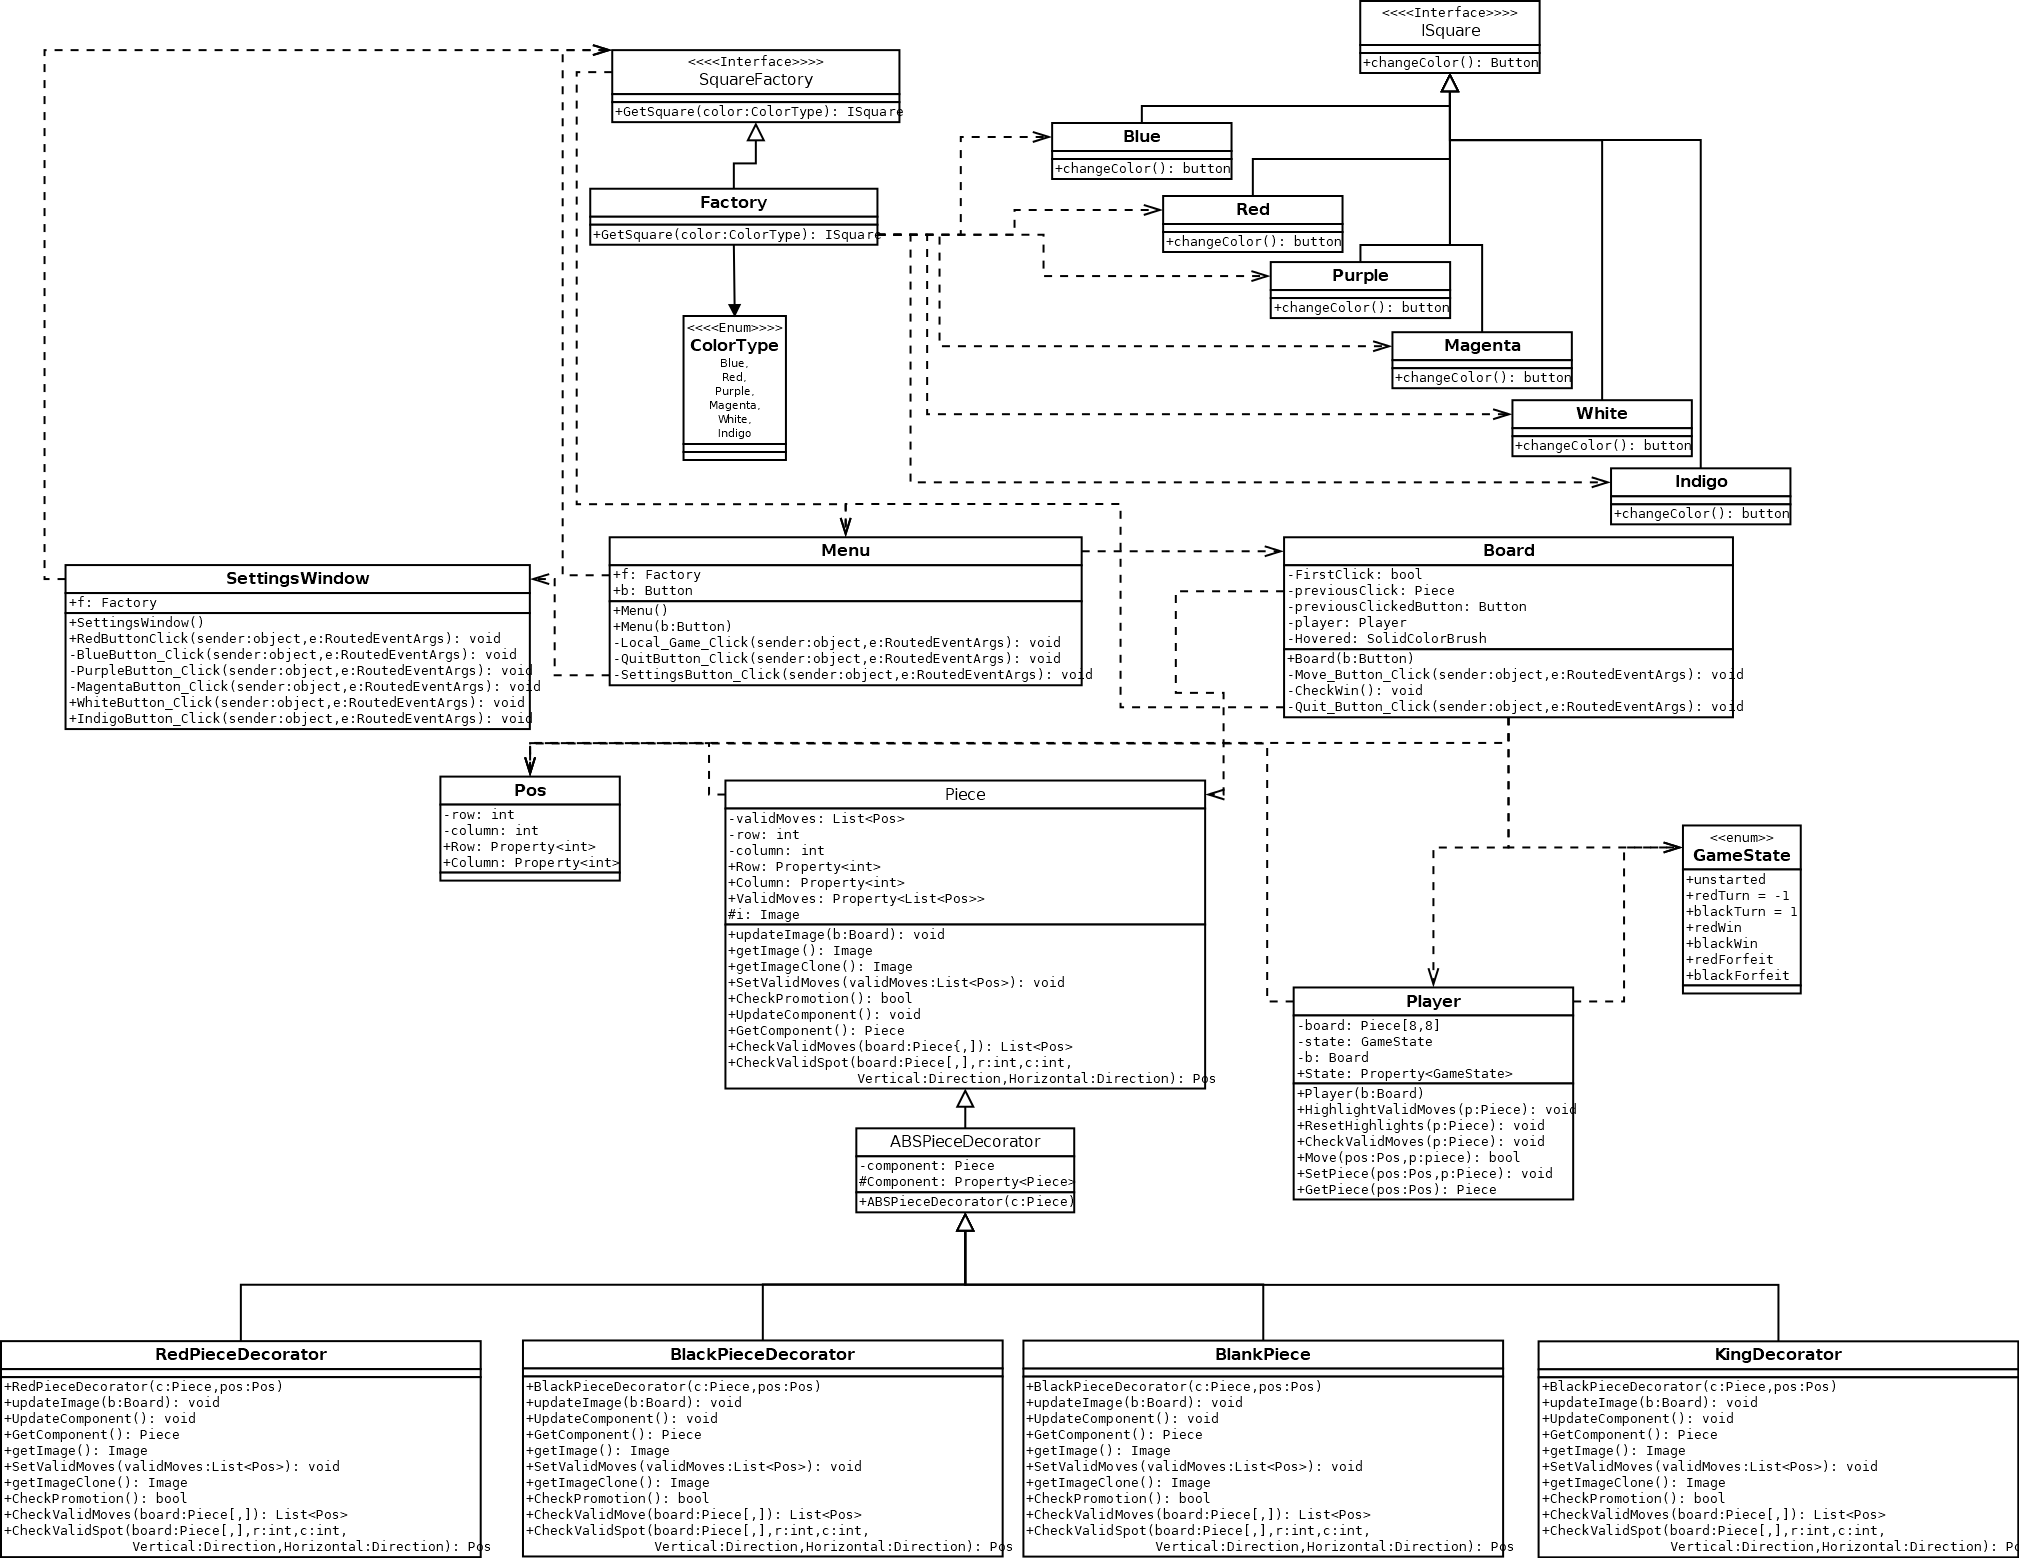 <<<<Interface>>>>
ISquare
+changeColor(): Button
<<<<Interface>>>>
SquareFactory
+GetSquare(color:ColorType): ISquare
Blue
+changeColor(): button
Factory
+GetSquare(color:ColorType): ISquare
Red
+changeColor(): button
Purple
+changeColor(): button
<<<<Enum>>>>
ColorType
Blue,
Red,
Purple,
Magenta,
White,
Indigo
Magenta
+changeColor(): button
White
+changeColor(): button
Indigo
+changeColor(): button
SettingsWindow
+f: Factory
+SettingsWindow()
+RedButtonClick(sender:object,e:RoutedEventArgs): void
-BlueButton_Click(sender:object,e:RoutedEventArgs): void
-PurpleButton_Click(sender:object,e:RoutedEventArgs): void
-MagentaButton_Click(sender:object,e:RoutedEventArgs): void
+WhiteButton_Click(sender:object,e:RoutedEventArgs): void
+IndigoButton_Click(sender:object,e:RoutedEventArgs): void
Menu
+f: Factory
+b: Button
+Menu()
+Menu(b:Button)
-Local_Game_Click(sender:object,e:RoutedEventArgs): void
-QuitButton_Click(sender:object,e:RoutedEventArgs): void
-SettingsButton_Click(sender:object,e:RoutedEventArgs): void
Board
-FirstClick: bool
-previousClick: Piece
-previousClickedButton: Button
-player: Player
-Hovered: SolidColorBrush
+Board(b:Button)
-Move_Button_Click(sender:object,e:RoutedEventArgs): void
-CheckWin(): void
-Quit_Button_Click(sender:object,e:RoutedEventArgs): void
Pos
-row: int
-column: int
+Row: Property<int>
+Column: Property<int>
Piece
-validMoves: List<Pos>
-row: int
-column: int
+Row: Property<int>
+Column: Property<int>
+ValidMoves: Property<List<Pos>>
#i: Image
+updateImage(b:Board): void
+getImage(): Image
+getImageClone(): Image
+SetValidMoves(validMoves:List<Pos>): void
+CheckPromotion(): bool
+UpdateComponent(): void
+GetComponent(): Piece
+CheckValidMoves(board:Piece{,]): List<Pos>
+CheckValidSpot(board:Piece[,],r:int,c:int,
Vertical:Direction,Horizontal:Direction): Pos
<<enum>>
GameState
+unstarted
+redTurn = -1
+blackTurn = 1
+redWin
+blackWin
+redForfeit
+blackForfeit
Player
-board: Piece[8,8]
-state: GameState
-b: Board
+State: Property<GameState>
+Player(b:Board)
+HighlightValidMoves(p:Piece): void
+ResetHighlights(p:Piece): void
+CheckValidMoves(p:Piece): void
+Move(pos:Pos,p:piece): bool
+SetPiece(pos:Pos,p:Piece): void
+GetPiece(pos:Pos): Piece
ABSPieceDecorator
-component: Piece
#Component: Property<Piece>
+ABSPieceDecorator(c:Piece)
RedPieceDecorator
+RedPieceDecorator(c:Piece,pos:Pos)
+updateImage(b:Board): void
+UpdateComponent(): void
+GetComponent(): Piece
+getImage(): Image
+SetValidMoves(validMoves:List<Pos>): void
+getImageClone(): Image
+CheckPromotion(): bool
+CheckValidMoves(board:Piece[,]): List<Pos>
+CheckValidSpot(board:Piece[,],r:int,c:int,
Vertical:Direction,Horizontal:Direction): Pos
BlackPieceDecorator
+BlackPieceDecorator(c:Piece,pos:Pos)
+updateImage(b:Board): void
+UpdateComponent(): void
+GetComponent(): Piece
+getImage(): Image
+SetValidMoves(validMoves:List<Pos>): void
+getImageClone(): Image
+CheckPromotion(): bool
+CheckValidMove(board:Piece[,]): List<Pos>
+CheckValidSpot(board:Piece[,],r:int,c:int,
Vertical:Direction,Horizontal:Direction): Pos
BlankPiece
+BlackPieceDecorator(c:Piece,pos:Pos)
+updateImage(b:Board): void
+UpdateComponent(): void
+GetComponent(): Piece
+getImage(): Image
+SetValidMoves(validMoves:List<Pos>): void
+getImageClone(): Image
+CheckPromotion(): bool
+CheckValidMoves(board:Piece[,]): List<Pos>
+CheckValidSpot(board:Piece[,],r:int,c:int,
Vertical:Direction,Horizontal:Direction): Pos
KingDecorator
+BlackPieceDecorator(c:Piece,pos:Pos)
+updateImage(b:Board): void
+UpdateComponent(): void
+GetComponent(): Piece
+getImage(): Image
+SetValidMoves(validMoves:List<Pos>): void
+getImageClone(): Image
+CheckPromotion(): bool
+CheckValidMoves(board:Piece[,]): List<Pos>
+CheckValidSpot(board:Piece[,],r:int,c:int,
Vertical:Direction,Horizontal:Direction):